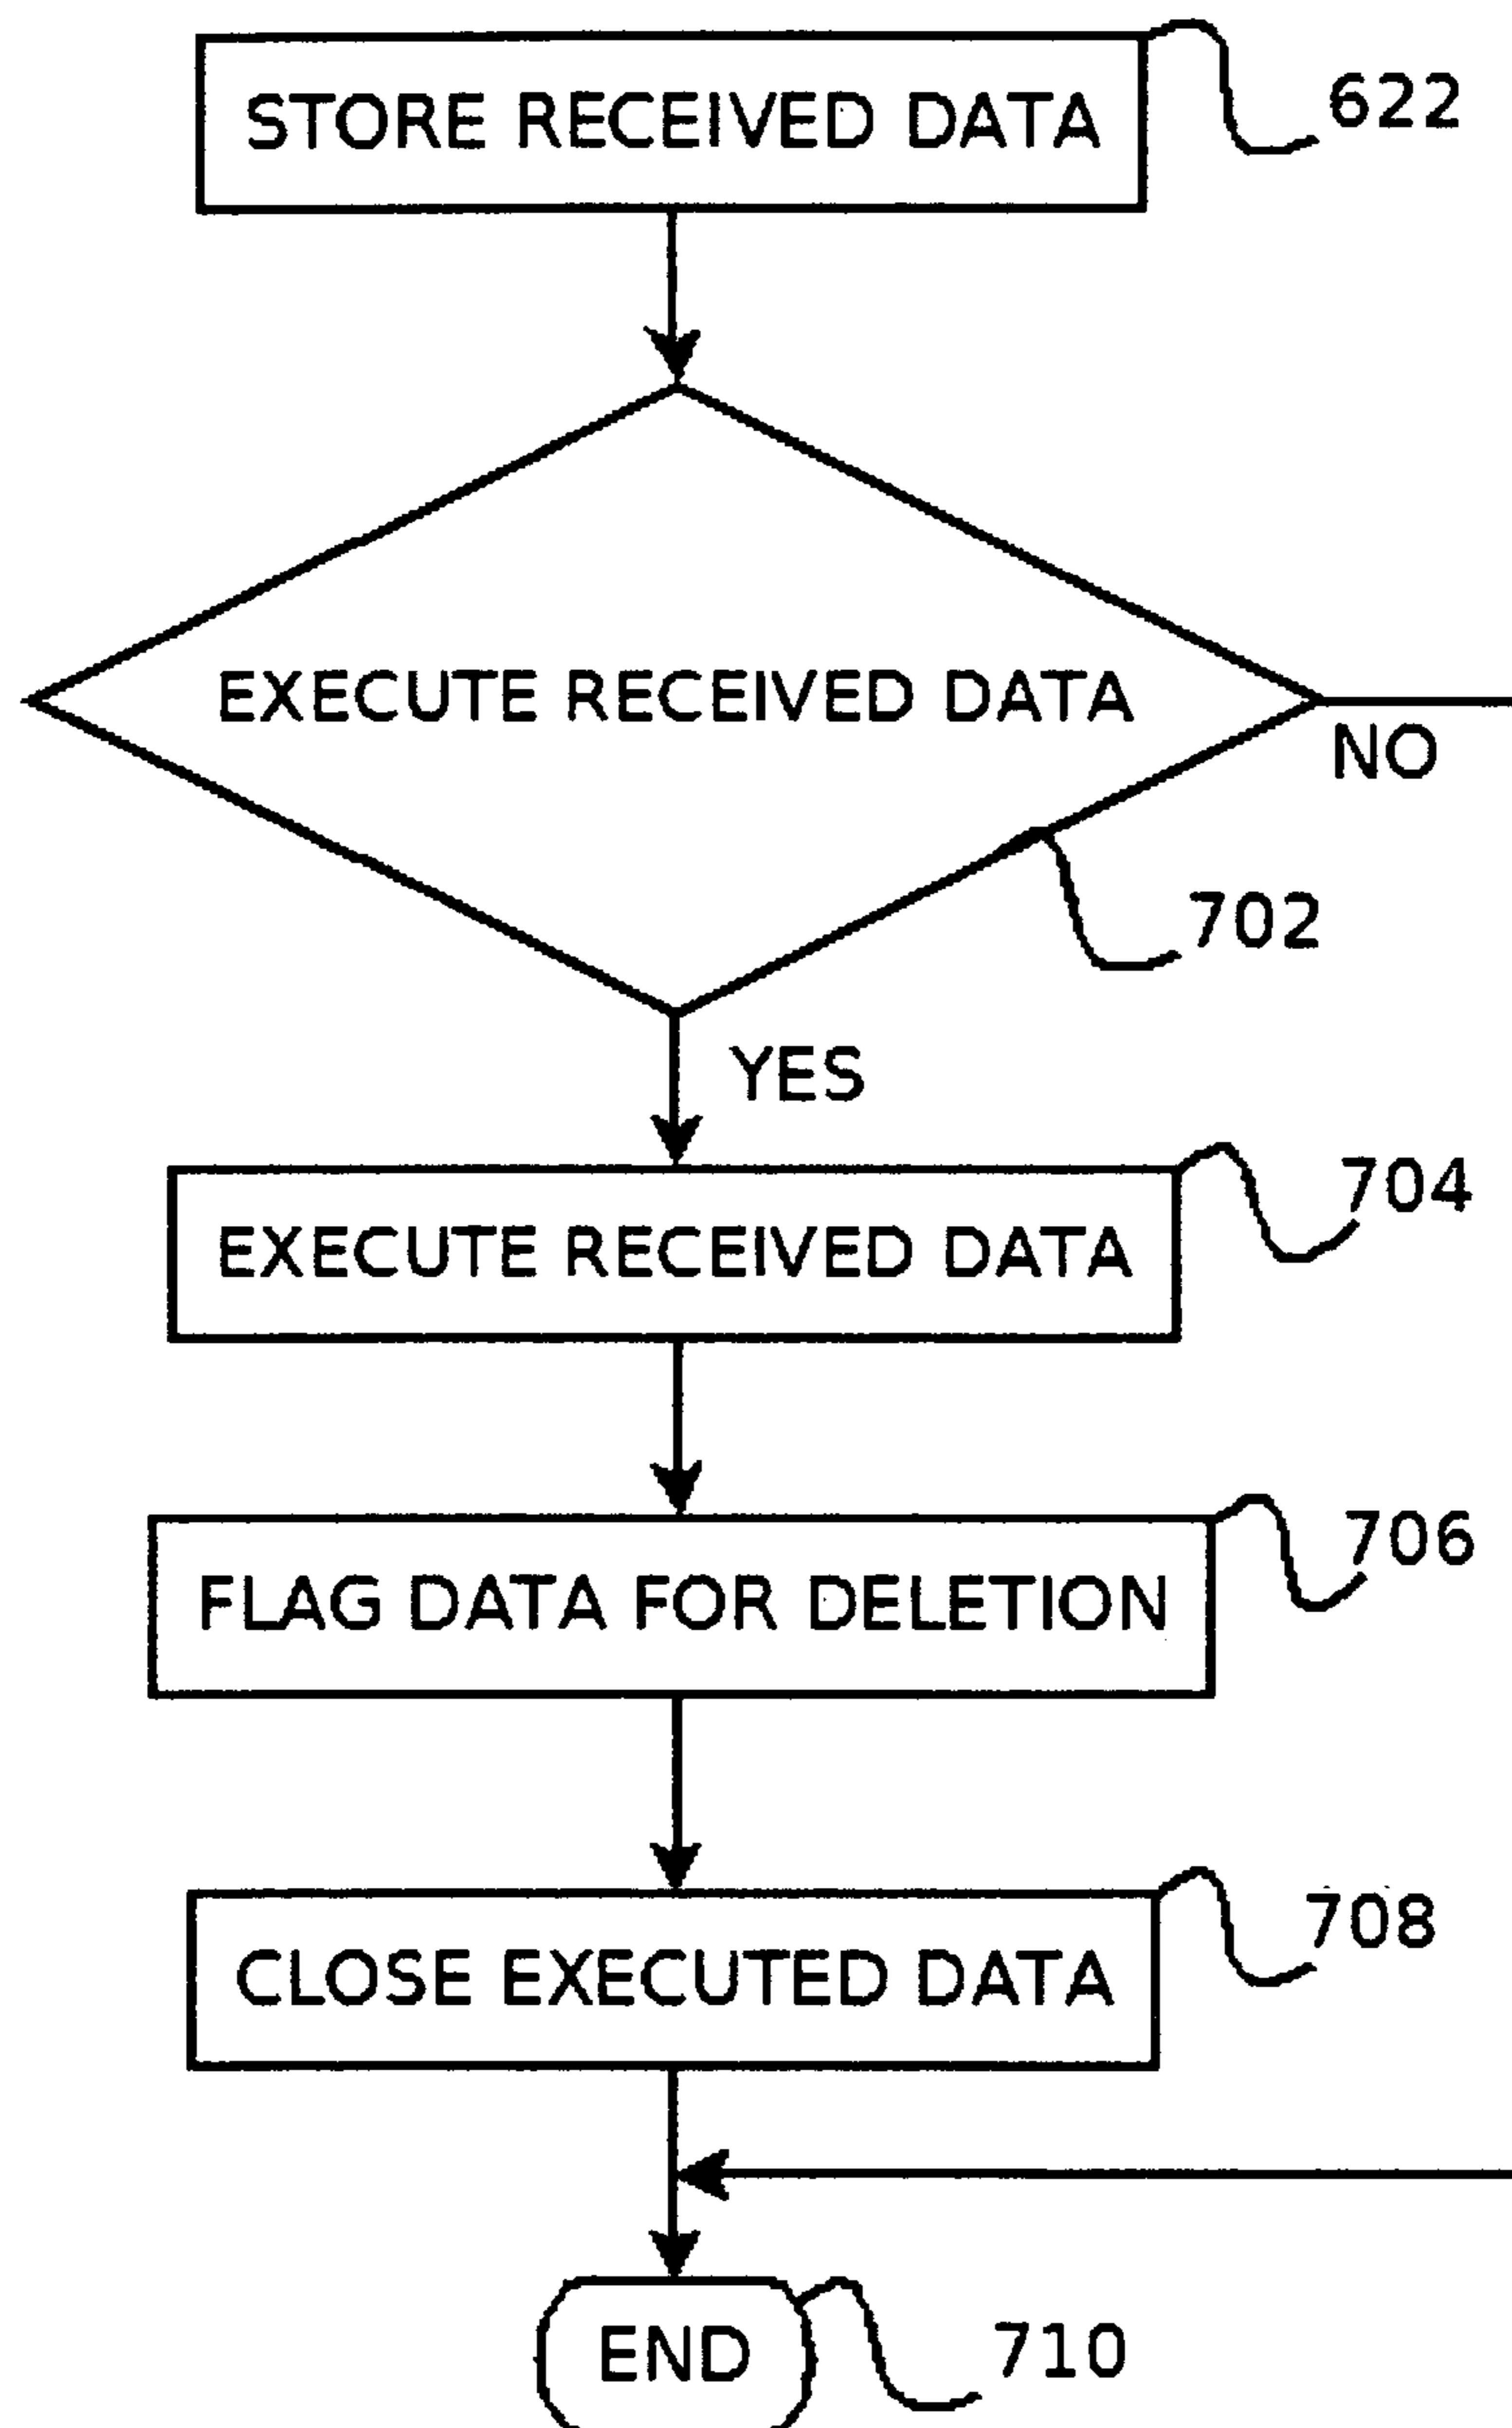 STORE RECEIVED DATA
622
EXECUTE RECEIVED DATA
NO
702
YES
704
EXECUTE RECEIVED DATA
706
FLAG DATA FOR DELETION
708
CLOSE EXECUTED DATA
END
710